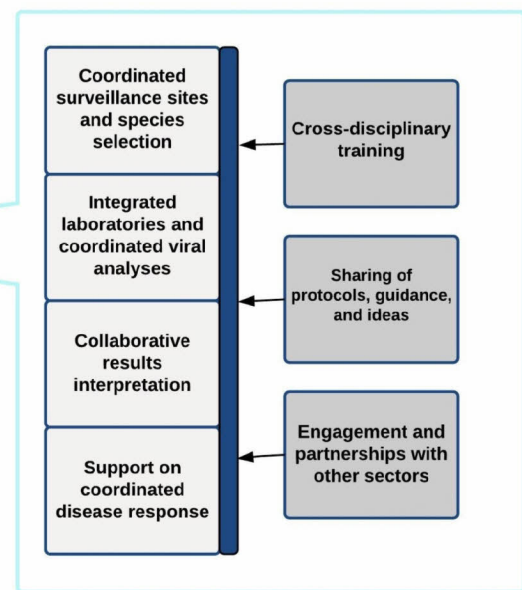 Coordinated
surveillance sites
and species
selection
Integrated
laboratories and
coordinated viral
analyses
Collaborative
results
interpretation
Support on
coordinated
disease response
Cross-disciplinary
training
Sharing of
protocols, guidance,
and ideas
Engagement and
partnerships with
other sectors